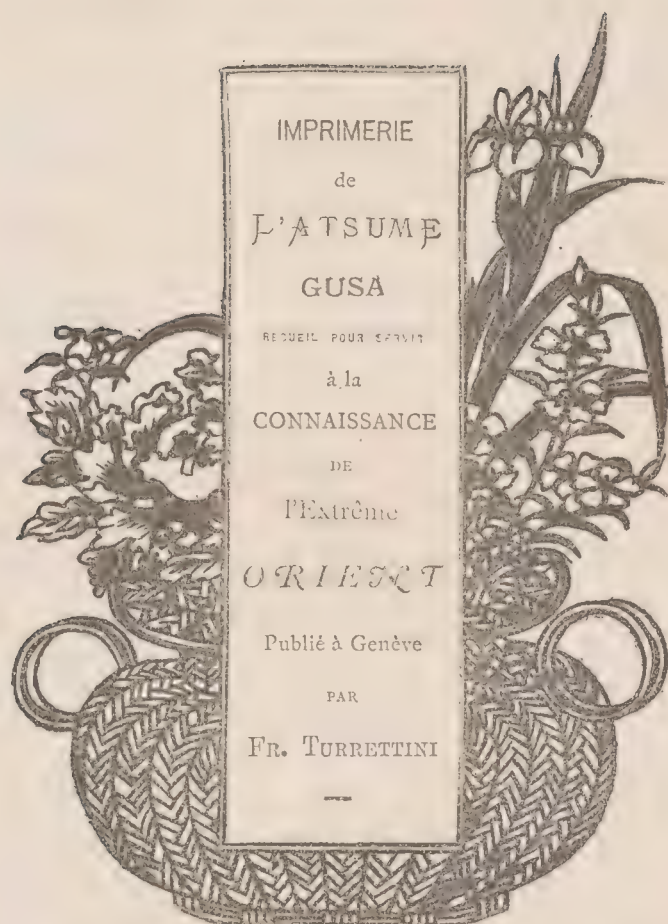 IMPRIMERIE
de
L'ATSUME
GUSA
RECUEIL POUR SERVIR
à la
CONNAISSANCE
DE
l'Extrême
ORIENT
Publié à Genève
PAR
FR. TURRETTINI